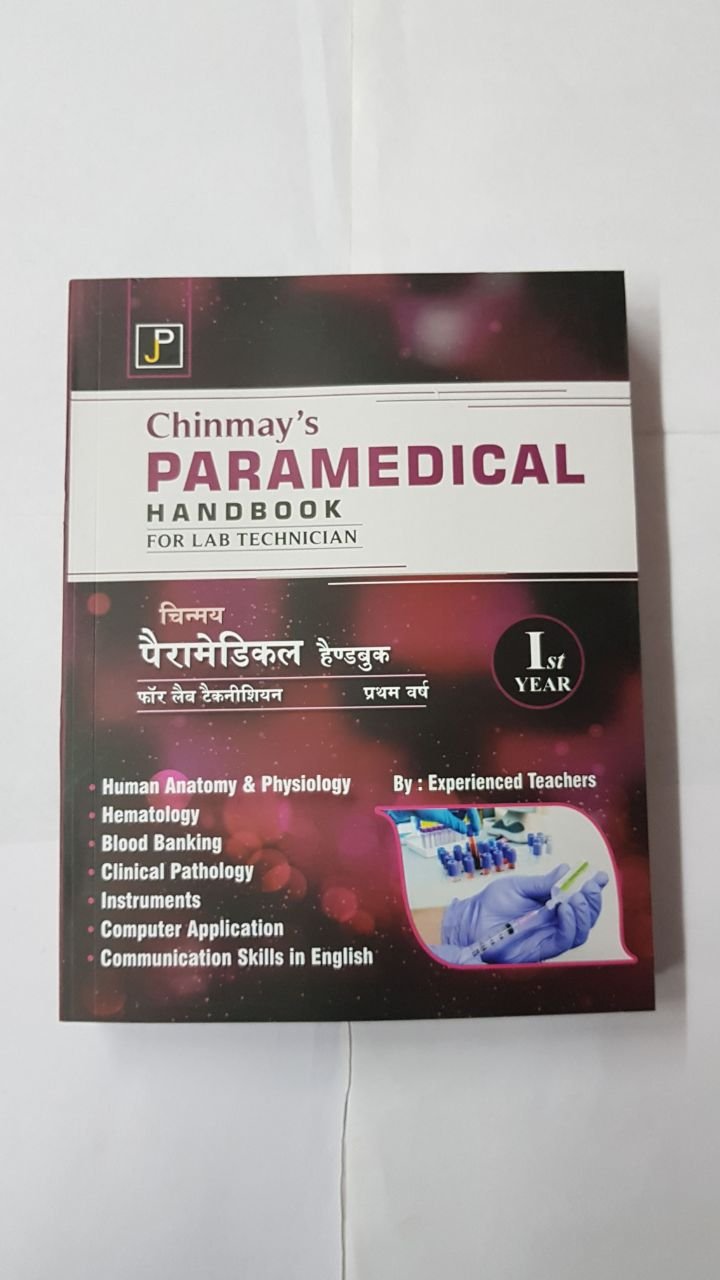 JP
Chinmay's
PARAMEDICAL
HANDBOOK
FOR LAB TECHNICIAN
चिन्मय
पैरामेडिकल हैण्डबुक
फॉर लैब टैकनीशियन प्रथम वर्ष
Ist
YEAR
• Human Anatomy & Physiology
• Hematology
• Blood Banking
• Clinical Pathology
• Instruments
• Computer Application
• Communication Skills in English
By : Experienced Teachers